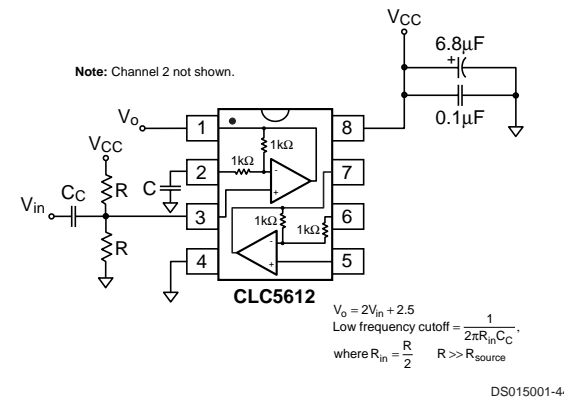 VCC
6.8µF
+
Note: Channel 2 not shown.
0.1µF
Vo
1
8
1kΩ
VCC
1kΩ
2
-
7
R
C
+
Vin
CC
3
6
1kΩ
1kΩ
R
-
4
+
5
CLC5612
Vo = 2Vin + 2.5
Low frequency cutoff = 1 / 2πRinCC ,
where Rin = R / 2 R >> Rsource
DS015001-44